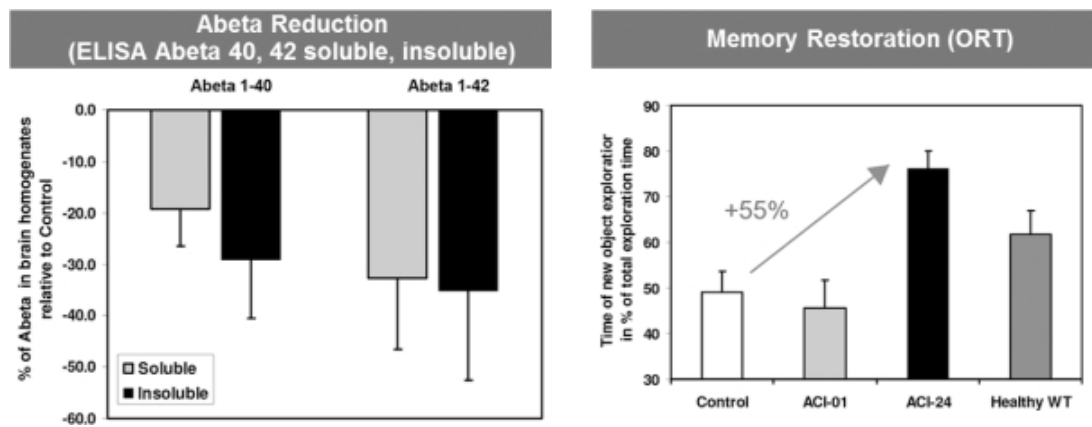 Abeta Reduction
(ELISA Abeta 40, 42 soluble, insoluble)
Abeta 1-40 Abeta 1-42
% of Abeta in brain homogenates
relative to Control
0.0
-10.0
-20.0
-30.0
-40.0
-50.0
-60.0
Soluble
Insoluble
Memory Restoration (ORT)
Time of new object exploration
in % of total exploration time
90
80
70
60
50
40
30
+55%
Control ACI-01 ACI-24 Healthy WT